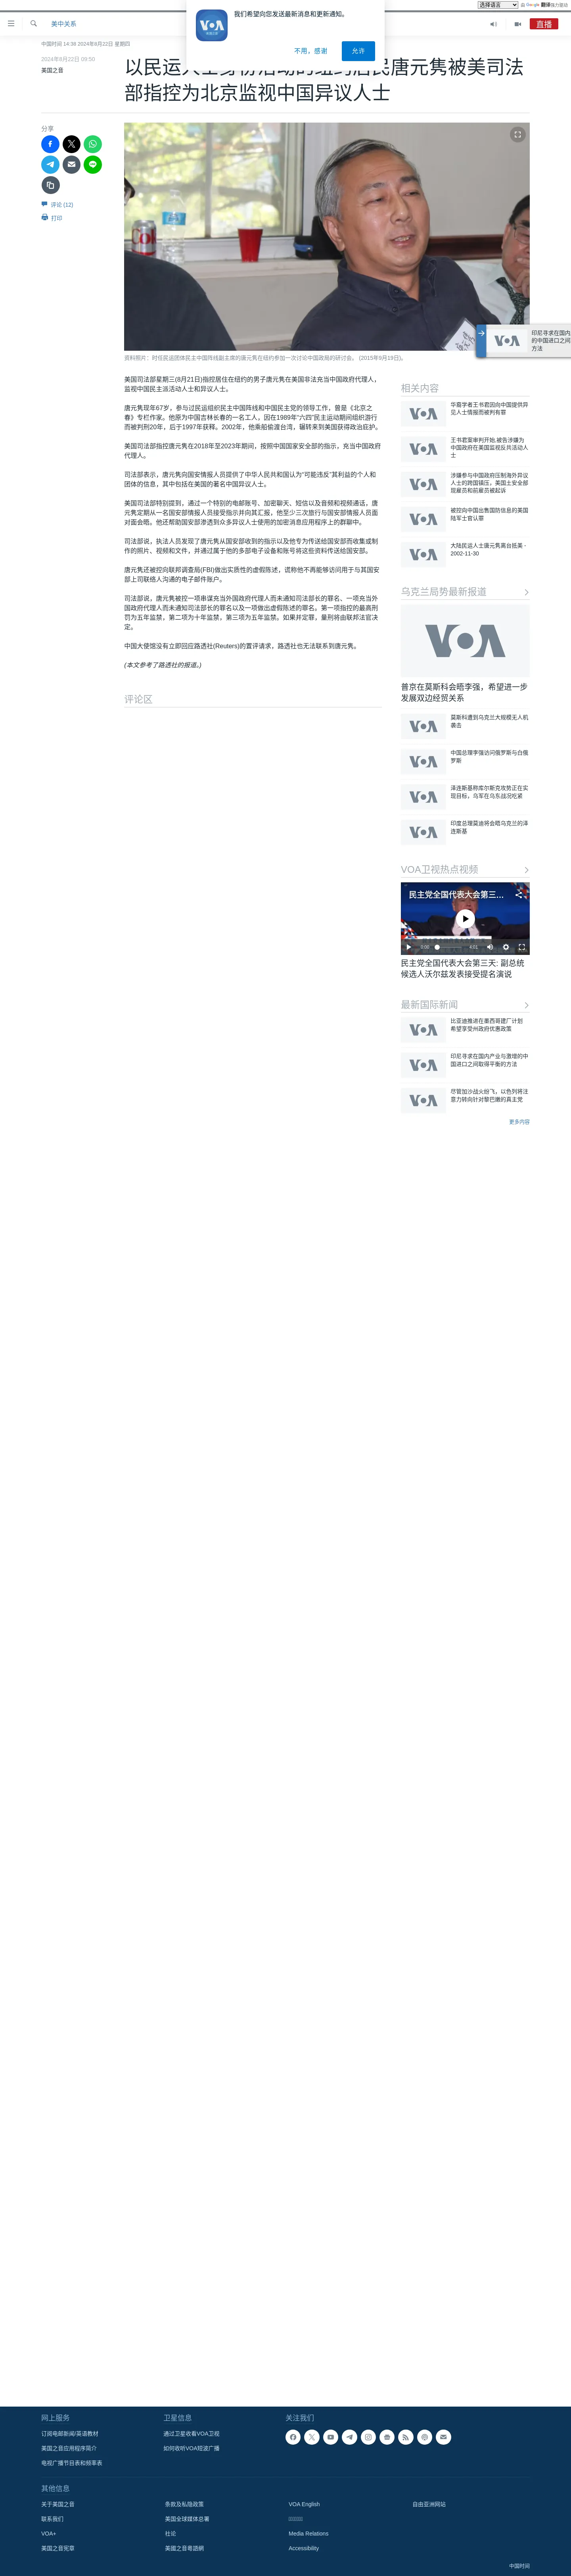 选择语言
由 Google 翻译强力驱动
美中关系
直播
我们希望向您发送最新消息和更新通知。
不用，感谢
允许
中国时间 14:38 2024年8月22日 星期四
2024年8月22日 09:50
美国之音
以民运人士身份活动的纽约居民唐元隽被美司法
部指控为北京监视中国异议人士
分享
评论 (12)
打印
资料照片：时任民运团体民主中国阵线副主席的唐元隽在纽约参加一次讨论中国政局的研讨会。 (2015年9月19日)。
印尼寻求在国内
的中国进口之间
方法
美国司法部星期三(8月21日)指控居住在纽约的男子唐元隽在美国非法充当中国政府代理人，
监视中国民主派活动人士和异议人士。
唐元隽现年67岁，参与过民运组织民主中国阵线和中国民主党的领导工作，曾是《北京之
春》专栏作家。他原为中国吉林长春的一名工人，因在1989年“六四”民主运动期间组织游行
而被判刑20年，后于1997年获释。2002年，他乘船偷渡台湾，辗转来到美国获得政治庇护。
美国司法部指控唐元隽在2018年至2023年期间，按照中国国家安全部的指示，充当中国政府
代理人。
司法部表示，唐元隽向国安情报人员提供了中华人民共和国认为“可能违反”其利益的个人和
团体的信息，其中包括在美国的著名中国异议人士。
美国司法部特别提到，通过一个特别的电邮账号、加密聊天、短信以及音频和视频通话，唐
元隽定期从一名国安部情报人员接受指示并向其汇报，他至少三次旅行与国安部情报人员面
对面会晤。他还帮助国安部渗透到众多异议人士使用的加密消息应用程序上的群聊中。
司法部说，执法人员发现了唐元隽从国安部收到的指示以及他专为传送给国安部而收集或制
作的照片、视频和文件，并通过属于他的多部电子设备和账号将这些资料传送给国安部。
唐元隽还被控向联邦调查局(FBI)做出实质性的虚假陈述，谎称他不再能够访问用于与其国安
部上司联络人沟通的电子邮件账户。
司法部说，唐元隽被控一项串谋充当外国政府代理人而未通知司法部长的罪名、一项充当外
国政府代理人而未通知司法部长的罪名以及一项做出虚假陈述的罪名。第一项指控的最高刑
罚为五年监禁，第二项为十年监禁，第三项为五年监禁。如果并定罪，量刑将由联邦法官决
定。
中国大使馆没有立即回应路透社(Reuters)的置评请求，路透社也无法联系到唐元隽。
(本文参考了路透社的报道。)
评论区
相关内容
华裔学者王书君因向中国提供异
见人士情报而被判有罪
王书君案审判开始,被告涉嫌为
中国政府在美国监视反共活动人
士
涉嫌参与中国政府压制海外异议
人士的跨国镇压，美国土安全部
现雇员和前雇员被起诉
被控向中国出售国防信息的美国
陆军士官认罪
大陆民运人士唐元隽离台抵美 -
2002-11-30
乌克兰局势最新报道
普京在莫斯科会晤李强，希望进一步
发展双边经贸关系
莫斯科遭到乌克兰大规模无人机
袭击
中国总理李强访问俄罗斯与白俄
罗斯
泽连斯基称库尔斯克攻势正在实
现目标，乌军在乌东战况吃紧
印度总理莫迪将会晤乌克兰的泽
连斯基
VOA卫视热点视频
民主党全国代表大会第三...
0:00
4:01
民主党全国代表大会第三天: 副总统
候选人沃尔兹发表接受提名演说
最新国际新闻
比亚迪推进在墨西哥建厂计划
希望享受州政府优惠政策
印尼寻求在国内产业与激增的中
国进口之间取得平衡的方法
尽管加沙战火纷飞，以色列将注
意力转向针对黎巴嫩的真主党
更多内容
网上服务
卫星信息
关注我们
订阅电邮新闻/英语教材
通过卫星收看VOA卫视
美国之音应用程序简介
如何收听VOA短波广播
电视广播节目表和频率表
其他信息
关于美国之音
条款及私隐政策
VOA English
自由亚洲网站
联系我们
美国全球媒体总署
VOA+
社论
Media Relations
美国之音宪章
美國之音粵語網
Accessibility
中国时间